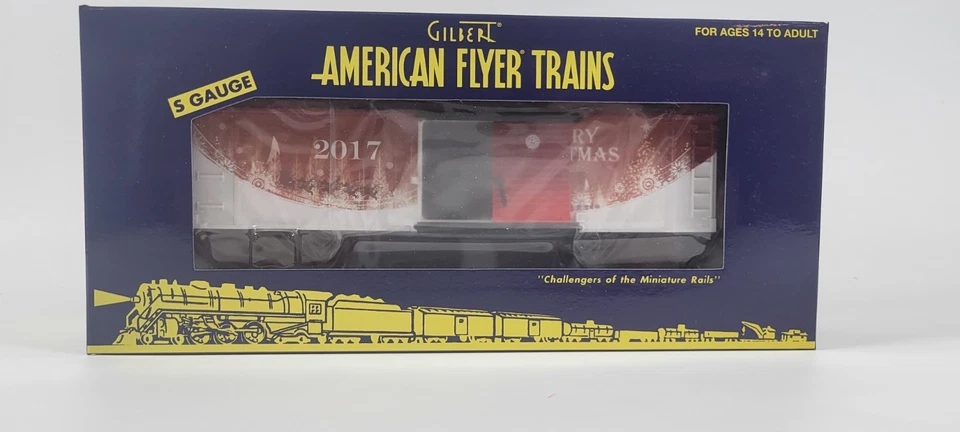 GILBERT®
FOR AGES 14 TO ADULT
AMERICAN FLYER® TRAINS
S GAUGE
2017
RY
TMAS
"Challengers of the Miniature Rails"